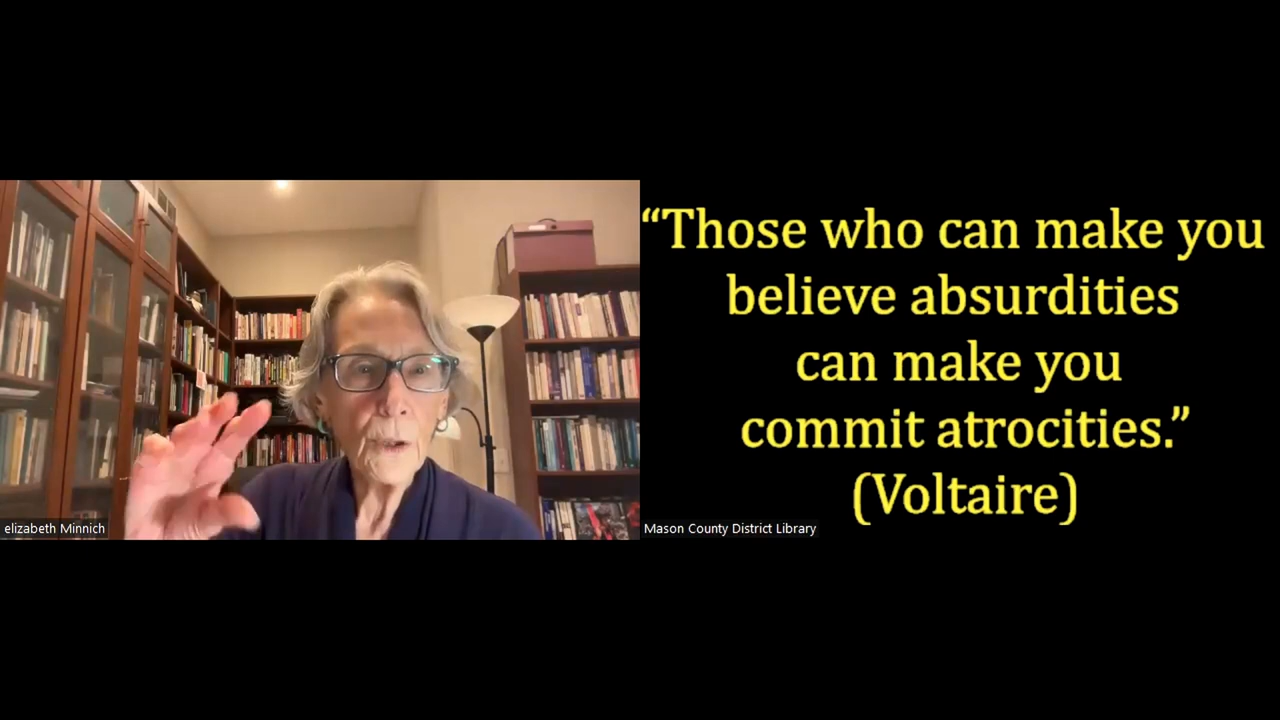 “Those who can make you
believe absurdities
can make you
commit atrocities.”
(Voltaire)
elizabeth Minnich
Mason County District Library